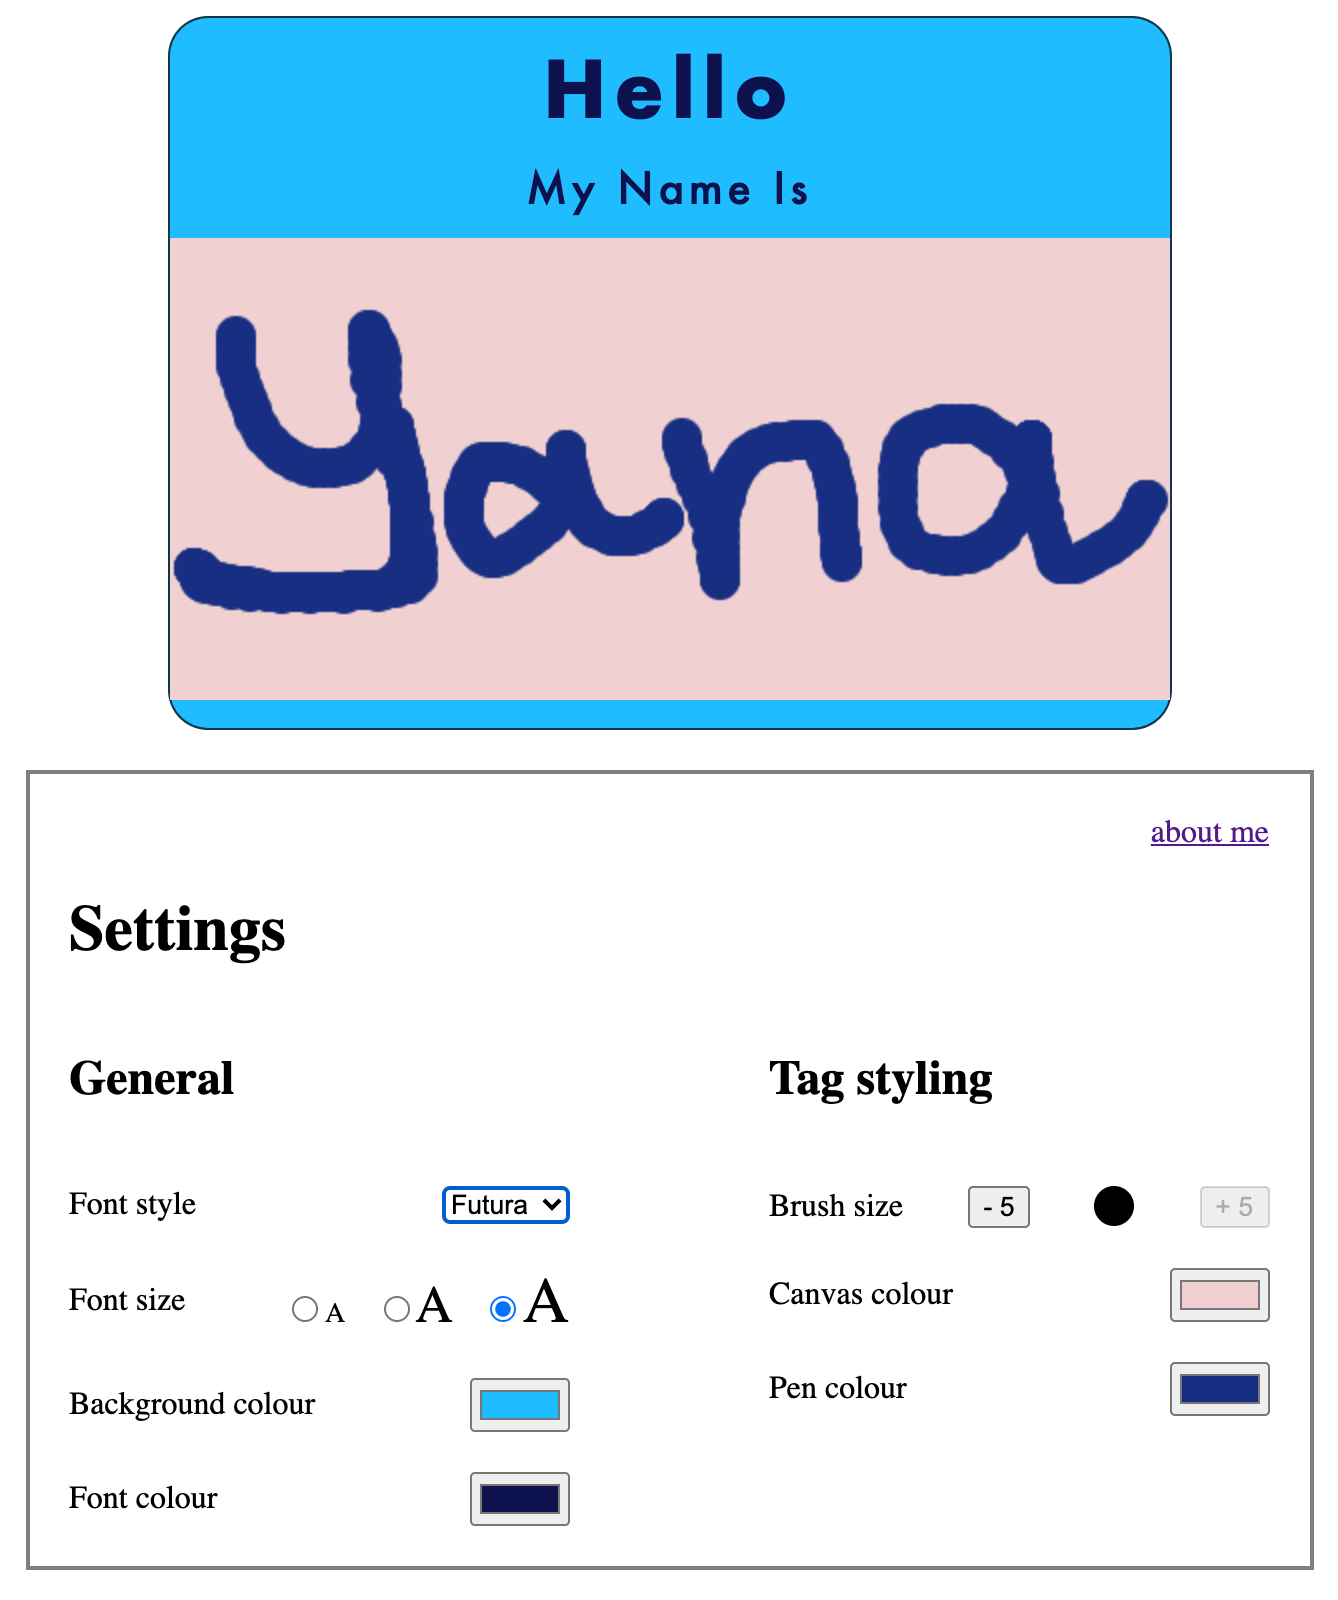 Hello
My Name Is
Yana
about me
Settings
General
Tag styling
Font style Futura
Brush size - 5 + 5
Font size A A A
Canvas colour
Background colour
Pen colour
Font colour